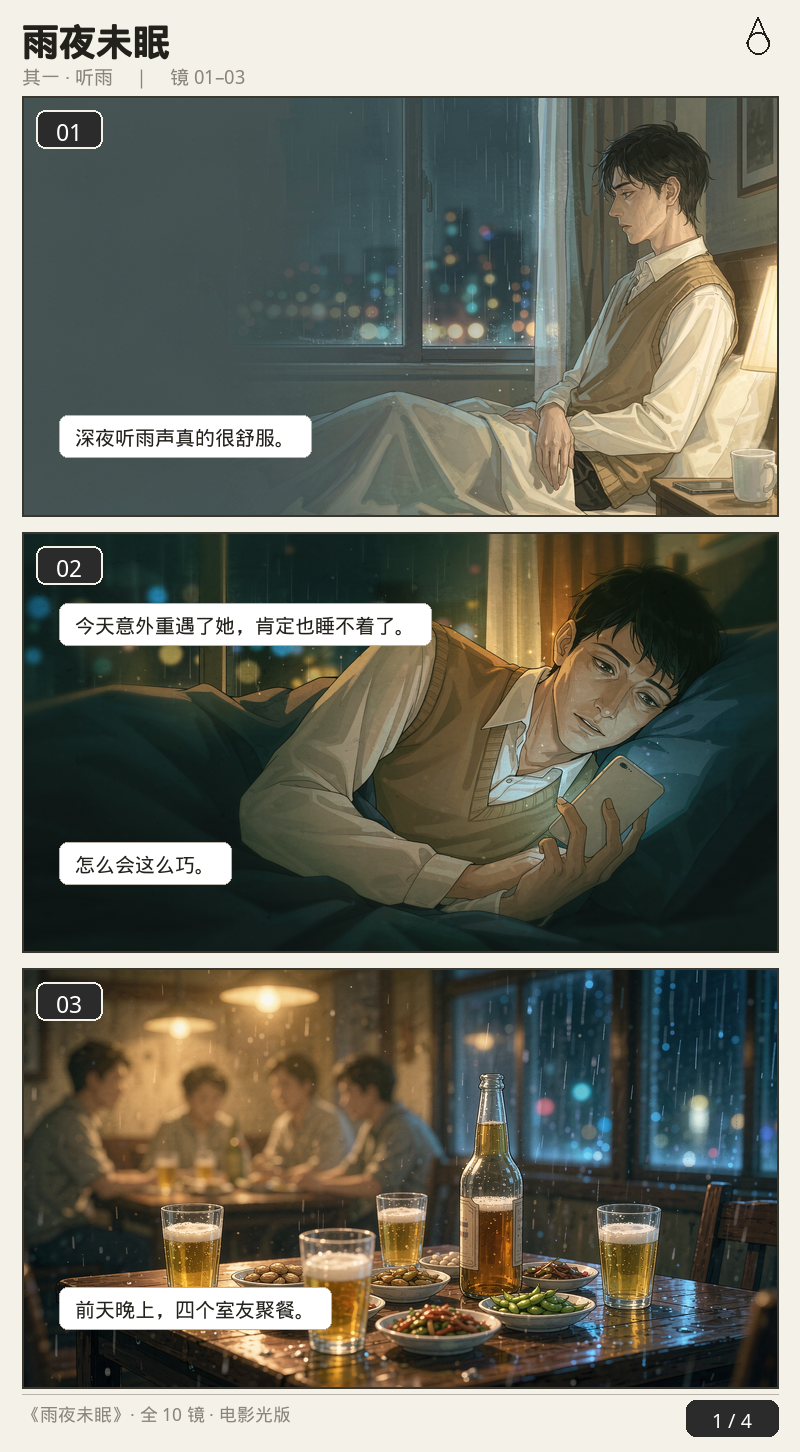 雨夜未眠
其一 · 听雨 | 镜 01–03
01
深夜听雨声真的很舒服。
02
今天意外重遇了她，肯定也睡不着了。
怎么会这么巧。
03
前天晚上，四个室友聚餐。
《雨夜未眠》· 全 10 镜 · 电影光版
1 / 4